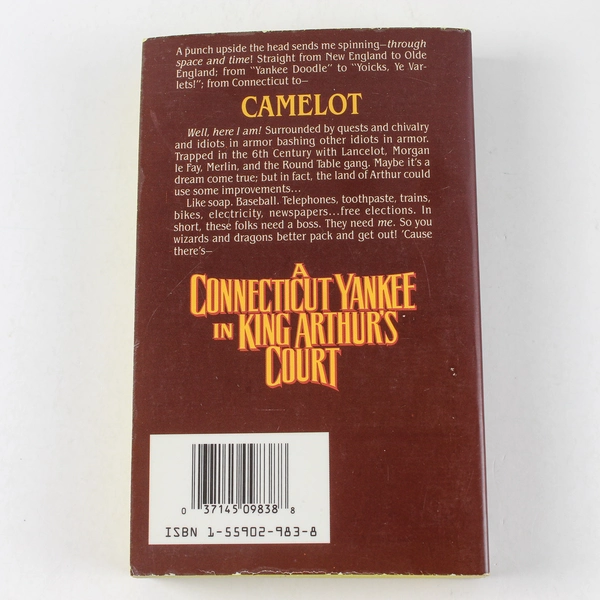 A punch upside the head sends me spinning—through
space and time! Straight from New England to Olde
England; from "Yankee Doodle" to "Yoicks, Ye Var-
lets!"; from Connecticut to—
CAMELOT
Well, here I am! Surrounded by quests and chivalry
and idiots in armor bashing other idiots in armor.
Trapped in the 6th Century with Lancelot, Morgan
le Fay, Merlin, and the Round Table gang. Maybe it's a
dream come true; but in fact, the land of Arthur could
use some improvements...
Like soap. Baseball. Telephones, toothpaste, trains,
bikes, electricity, newspapers...free elections. In
short, these folks need a boss. They need me. So you
wizards and dragons better pack and get out! 'Cause
there's—
A
CONNECTICUT YANKEE
IN KING ARTHUR'S
COURT
0 37145 09838 8
ISBN 1-55902-983-8